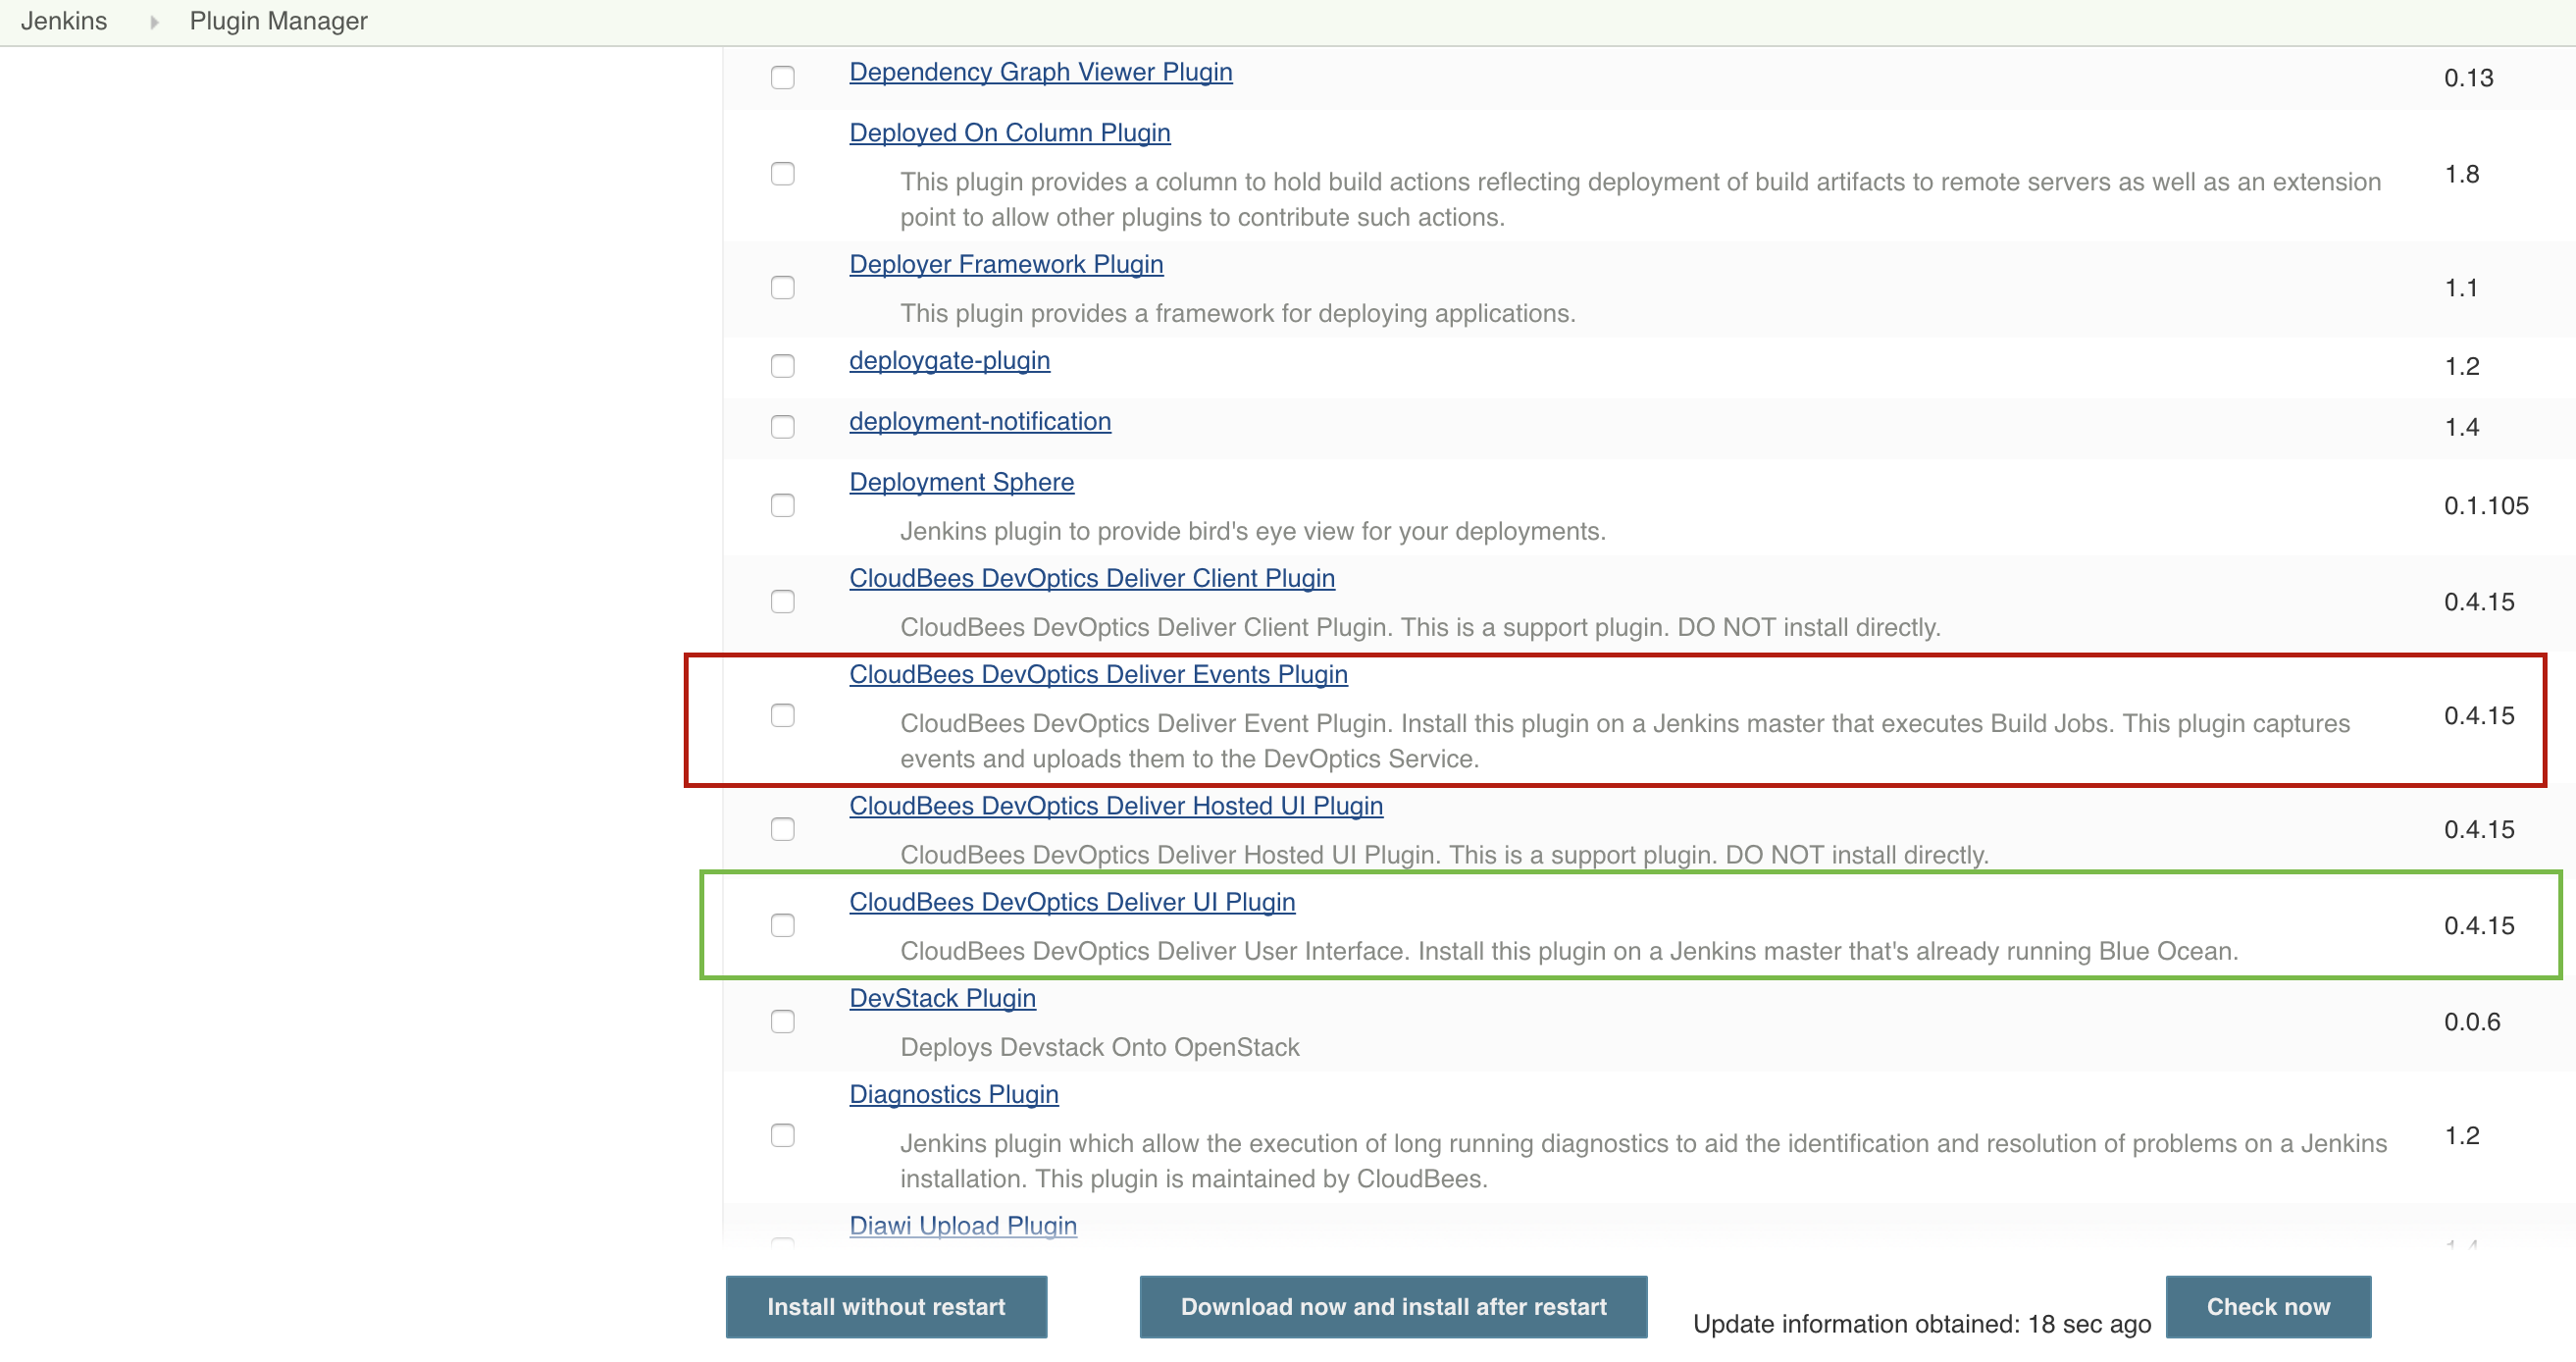 Jenkins Plugin Manager
Dependency Graph Viewer Plugin 0.13
Deployed On Column Plugin
This plugin provides a column to hold build actions reflecting deployment of build artifacts to remote servers as well as an extension 1.8
point to allow other plugins to contribute such actions.
Deployer Framework Plugin
1.1
This plugin provides a framework for deploying applications.
deploygate-plugin 1.2
deployment-notification 1.4
Deployment Sphere
0.1.105
Jenkins plugin to provide bird's eye view for your deployments.
CloudBees DevOptics Deliver Client Plugin
0.4.15
CloudBees DevOptics Deliver Client Plugin. This is a support plugin. DO NOT install directly.
CloudBees DevOptics Deliver Events Plugin
CloudBees DevOptics Deliver Event Plugin. Install this plugin on a Jenkins master that executes Build Jobs. This plugin captures 0.4.15
events and uploads them to the DevOptics Service.
CloudBees DevOptics Deliver Hosted UI Plugin
0.4.15
CloudBees DevOptics Deliver Hosted UI Plugin. This is a support plugin. DO NOT install directly.
CloudBees DevOptics Deliver UI Plugin
0.4.15
CloudBees DevOptics Deliver User Interface. Install this plugin on a Jenkins master that's already running Blue Ocean.
DevStack Plugin
0.0.6
Deploys Devstack Onto OpenStack
Diagnostics Plugin
Jenkins plugin which allow the execution of long running diagnostics to aid the identification and resolution of problems on a Jenkins 1.2
installation. This plugin is maintained by CloudBees.
Diawi Upload Plugin
Install without restart Download now and install after restart Update information obtained: 18 sec ago Check now